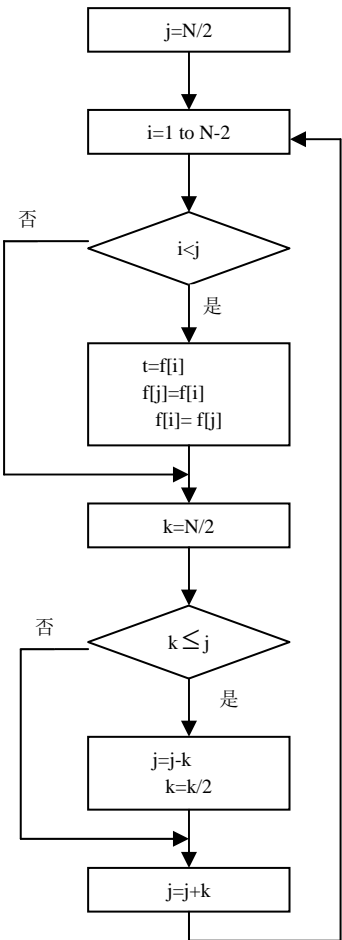 j=N/2
i=1 to N-2
否
i<j
是
t=f[i]
f[j]=f[i]
f[i]= f[j]
k=N/2
否
k≤j
是
j=j-k
k=k/2
j=j+k